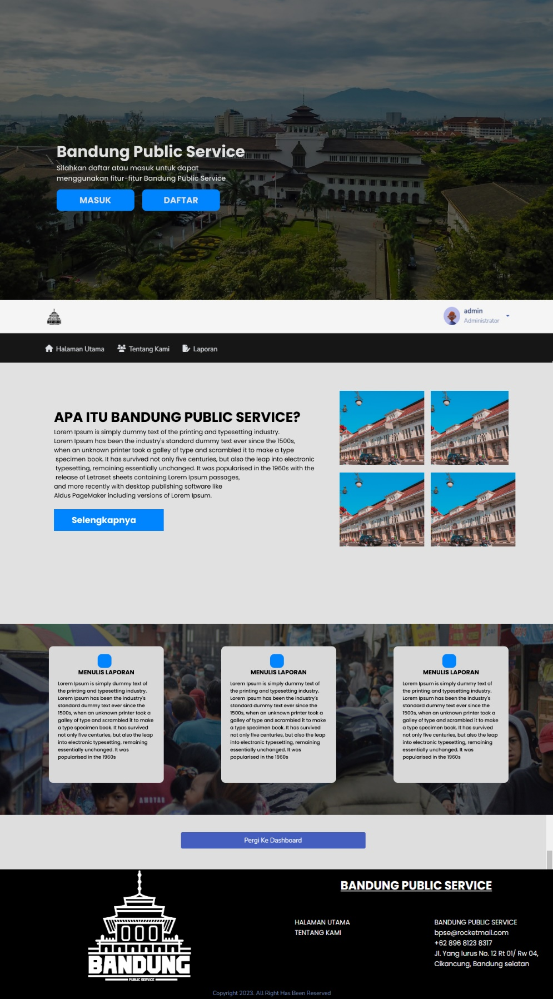 YAHYA
Bandung Public Service
Silahkan daftar atau masuk untuk dapat
menggunakan fitur-fitur Bandung Public Service
MASUK
DAFTAR
BANDUNG
admin
Administrator
Halaman Utama
Tentang Kami
Laporan
APA ITU BANDUNG PUBLIC SERVICE?
Lorem Ipsum is simply dummy text of the printing and typesetting industry.
Lorem Ipsum has been the industry's standard dummy text ever since the 1500s,
when an unknown printer took a galley of type and scrambled it to make a type
specimen book. It has survived not only five centuries, but also the leap into electronic
typesetting, remaining essentially unchanged. It was popularised in the 1960s with the
release of Letraset sheets containing Lorem Ipsum passages,
and more recently with desktop publishing software like
Aldus PageMaker including versions of Lorem Ipsum.
Selengkapnya
MENULIS LAPORAN
Lorem Ipsum is simply dummy text of
the printing and typesetting industry.
Lorem Ipsum has been the industry's
standard dummy text ever since the
1500s, when an unknown printer took a
galley of type and scrambled it to make
a type specimen book. It has survived
not only five centuries, but also the leap
into electronic typesetting, remaining
essentially unchanged. It was
popularised in the 1960s
MENULIS LAPORAN
Lorem Ipsum is simply dummy text of
the printing and typesetting industry.
Lorem Ipsum has been the industry's
standard dummy text ever since the
1500s, when an unknown printer took a
galley of type and scrambled it to make
a type specimen book. It has survived
not only five centuries, but also the leap
into electronic typesetting, remaining
essentially unchanged. It was
popularised in the 1960s
MENULIS LAPORAN
Lorem Ipsum is simply dummy text of
the printing and typesetting industry.
Lorem Ipsum has been the industry's
standard dummy text ever since the
1500s, when an unknown printer took a
galley of type and scrambled it to make
a type specimen book. It has survived
not only five centuries, but also the leap
into electronic typesetting, remaining
essentially unchanged. It was
popularised in the 1960s
Pergi Ke Dashboard
BANDUNG
PUBLIC SERVICE
BANDUNG PUBLIC SERVICE
HALAMAN UTAMA
TENTANG KAMI
BANDUNG PUBLIC SERVICE
bpse@rocketmail.com
+62 896 8123 8317
Jl. Yang lurus No. 12 Rt 01/ Rw 04,
Cikancung, Bandung selatan
Copyright 2023. All Right Has Been Reserved